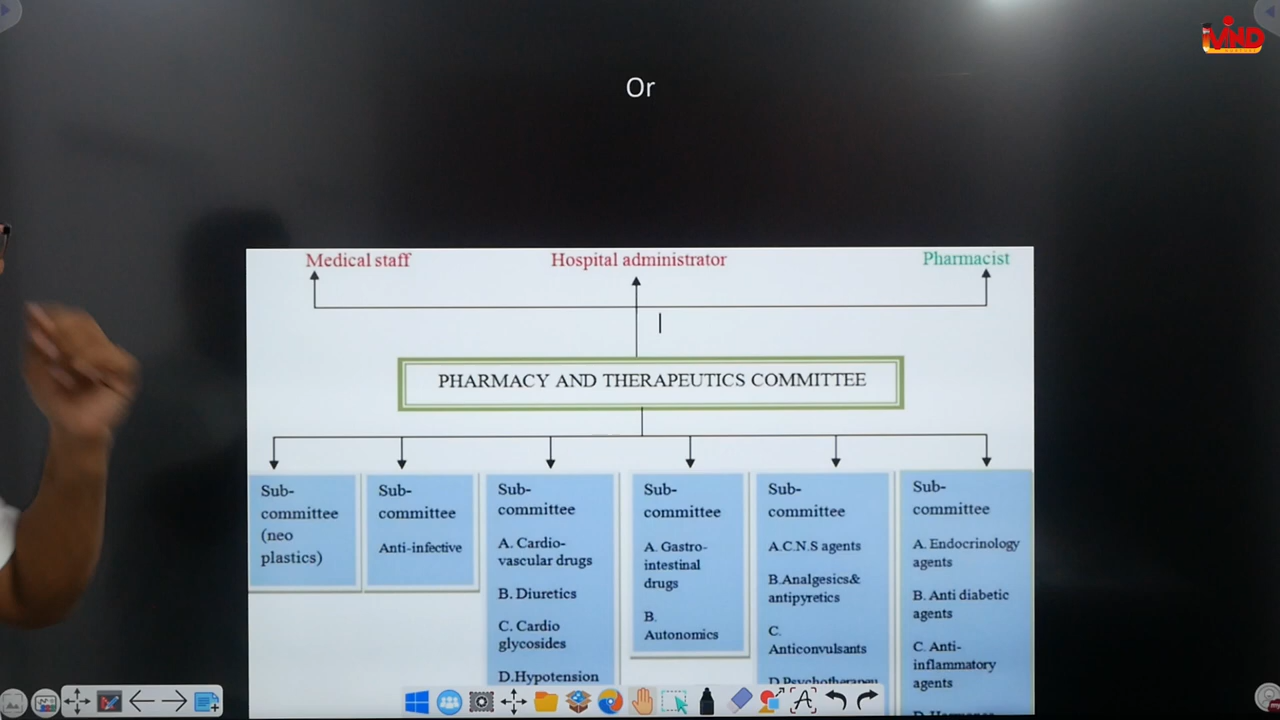 iMIND
Or
Medical staff
Hospital administrator
Pharmacist
PHARMACY AND THERAPEUTICS COMMITTEE
Sub-
committee
(neo
plastics)
Sub-
committee
Anti-infective
Sub-
committee
A. Cardio-
vascular drugs
B. Diuretics
C. Cardio
glycosides
D.Hypotension
Sub-
committee
A. Gastro-
intestinal
drugs
B.
Autonomics
Sub-
committee
A.C.N.S agents
B.Analgesics&
antipyretics
C.
Anticonvulsants
Sub-
committee
A. Endocrinology
agents
B. Anti diabetic
agents
C. Anti-
inflammatory
agents